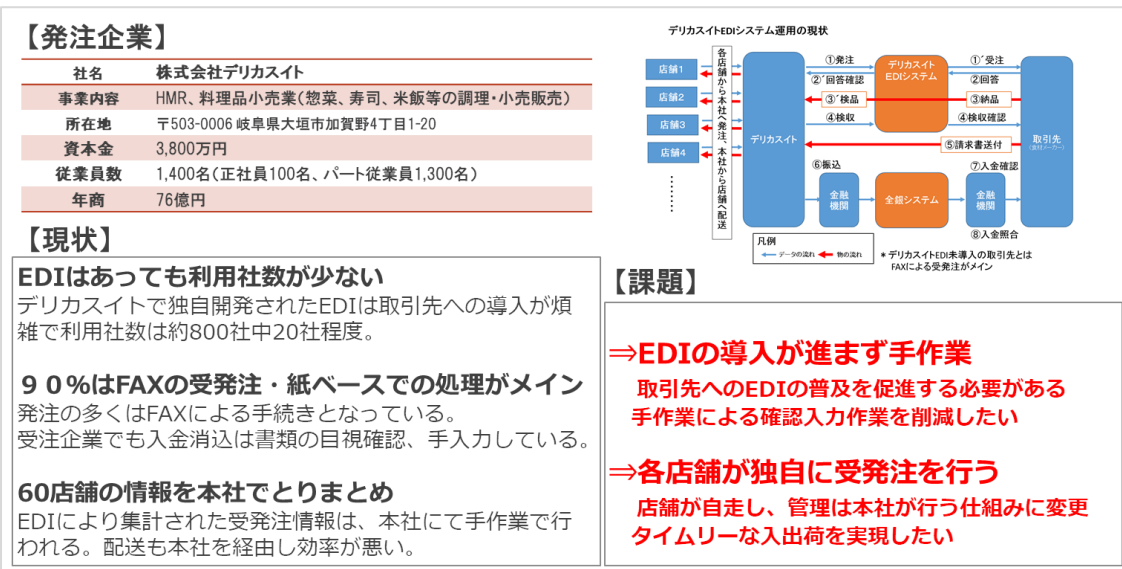 【発注企業】
社名 株式会社デリカスイト
事業内容 HMR、料理品小売業(惣菜、寿司、米飯等の調理・小売販売)
所在地 〒503-0006 岐阜県大垣市加賀野4丁目1-20
資本金 3,800万円
従業員数 1,400名(正社員100名、パート従業員1,300名)
年商 76億円
【現状】
EDIはあっても利用社数が少ない
デリカスイトで独自開発されたEDIは取引先への導入が煩
雑で利用社数は約800社中20社程度。
９０%はFAXの受発注・紙ベースでの処理がメイン
発注の多くはFAXによる手続きとなっている。
受注企業でも入金消込は書類の目視確認、手入力している。
60店舗の情報を本社でとりまとめ
EDIにより集計された受発注情報は、本社にて手作業で行
われる。配送も本社を経由し効率が悪い。
デリカスイトEDIシステム運用の現状
店舗1
店舗2
店舗3
店舗4
………
各店舗から本社へ発注、本社から店舗へ配送
デリカスイト
①発注
②´回答確認
③´検品
④検収
デリカスイト
EDIシステム
①´受注
②回答
③納品
④検収確認
⑤請求書送付
取引先
⑥振込
金融
機関
全銀システム
⑦入金確認
金融
機関
⑧入金照合
凡例
データの流れ 物の流れ
＊デリカスイトEDI未導入の取引先とは
FAXによる受発注がメイン
【課題】
⇒EDIの導入が進まず手作業
取引先へのEDIの普及を促進する必要がある
手作業による確認入力作業を削減したい
⇒各店舗が独自に受発注を行う
店舗が自走し、管理は本社が行う仕組みに変更
タイムリーな入出荷を実現したい